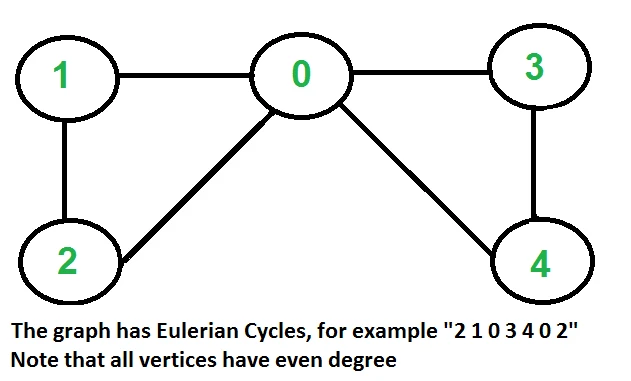 1 0 3
2 4
The graph has Eulerian Cycles, for example "2 1 0 3 4 0 2"
Note that all vertices have even degree